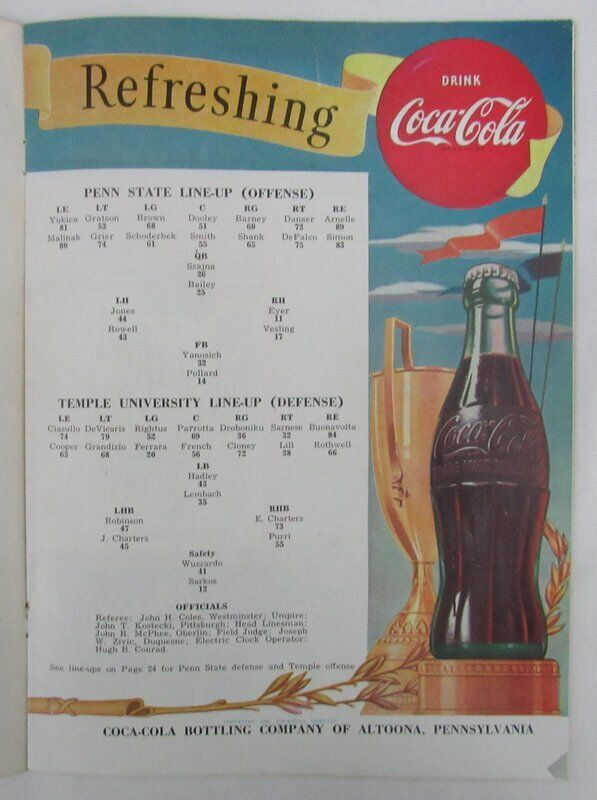 Refreshing
DRINK
Coca-Cola
PENN STATE LINE-UP (OFFENSE)
LE LT LG C RG RT RE
Yukica Gratson Brown Dooley Barney Danser Arnelle
81 53 68 51 60 72 89
Malinak Grier Schoderbek Smith Shank DeFalco Simon
80 74 61 55 65 75 83
QB
Szajna
26
Bailey
25
LH RH
Jones Eyer
44 11
Rowell Vesling
43 17
FB
Yanosich
32
Pollard
14
TEMPLE UNIVERSITY LINE-UP (DEFENSE)
LE LT LG C RG RT RE
Ciasullo DeVicaris Rightus Parrotta Droboniku Sarnese Buonavolta
74 79 52 69 36 32 84
Cooper Grandizio Ferrara French Cloney Lill Rothwell
63 68 20 56 72 38 66
LB
Hadley
43
Lembach
35
LHB RHB
Robinson E. Charters
47 73
J. Charters Purri
45 55
Safety
Wuzzardo
41
Sarkos
12
OFFICIALS
Referee: John H. Coles, Westminster; Umpire:
John T. Kostecki, Pittsburgh; Head Linesman:
John R. McPhee, Oberlin; Field Judge: Joseph
W. Zivic, Duquesne; Electric Clock Operator:
Hugh B. Conrad.
See line-ups on Page 24 for Penn State defense and Temple offense
Coca-Cola
COCA-COLA BOTTLING COMPANY OF ALTOONA, PENNSYLVANIA